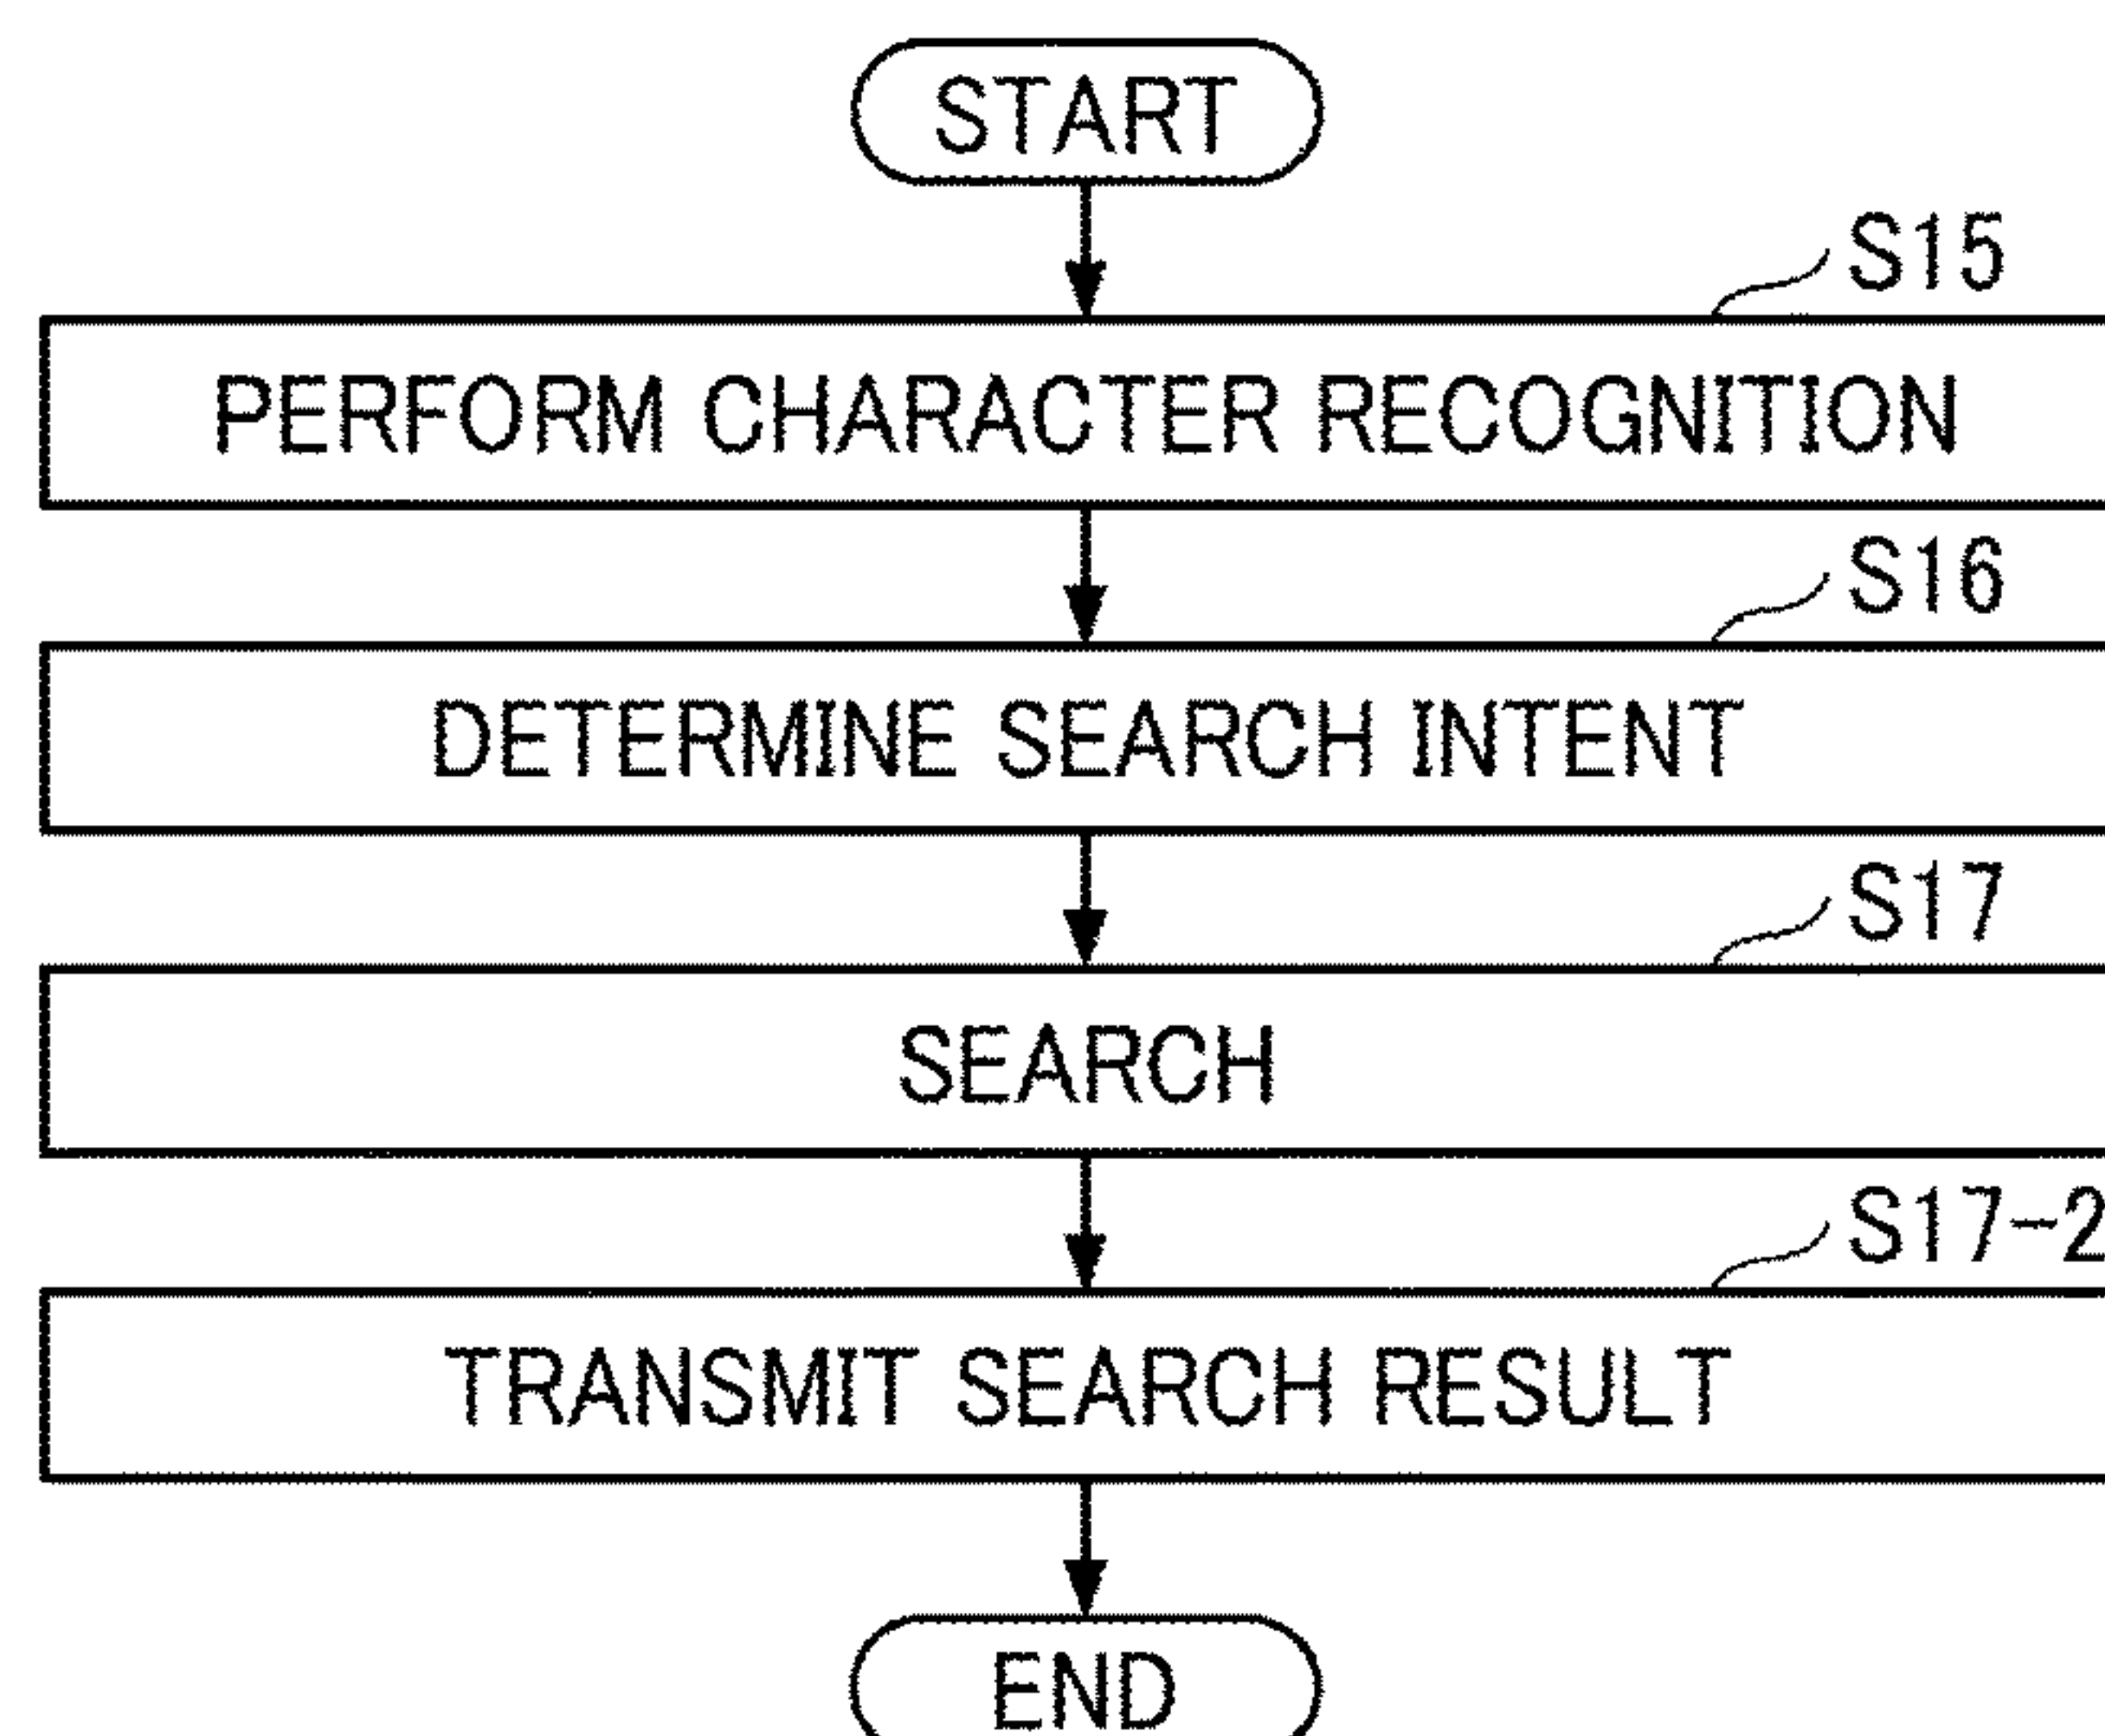 START
S15
PERFORM CHARACTER RECOGNITION
S16
DETERMINE SEARCH INTENT
S17
SEARCH
S17-2
TRANSMIT SEARCH RESULT
END